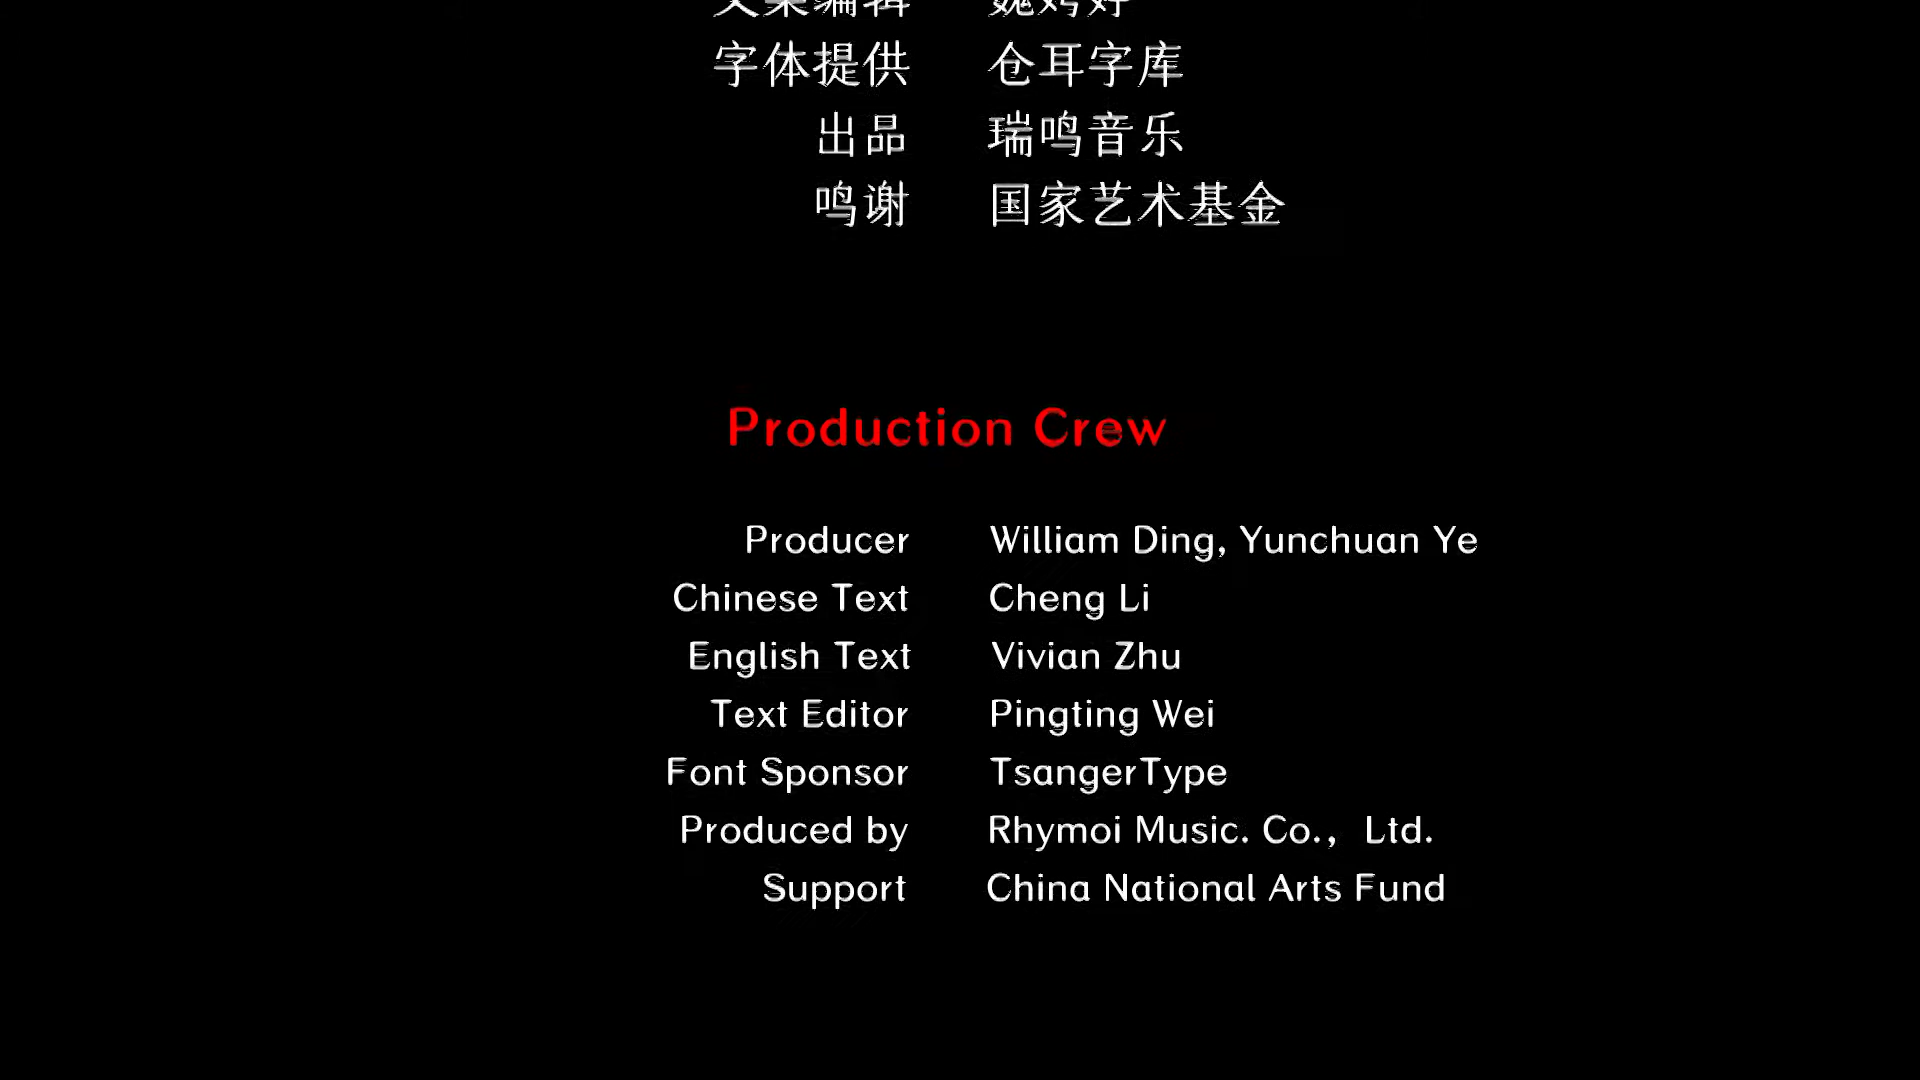 字体提供 仓耳字库
出品 瑞鸣音乐
鸣谢 国家艺术基金
Production Crew
Producer William Ding, Yunchuan Ye
Chinese Text Cheng Li
English Text Vivian Zhu
Text Editor Pingting Wei
Font Sponsor TsangerType
Produced by Rhymoi Music. Co.，Ltd.
Support China National Arts Fund